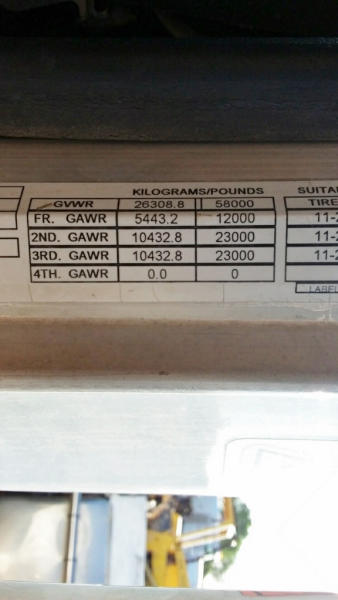 KILOGRAMS/POUNDS SUITA
GVWR 26308.8 58000 TIRE
FR. GAWR 5443.2 12000 11-2
2ND. GAWR 10432.8 23000 11-2
3RD. GAWR 10432.8 23000 11-2
4TH. GAWR 0.0 0
LABEL